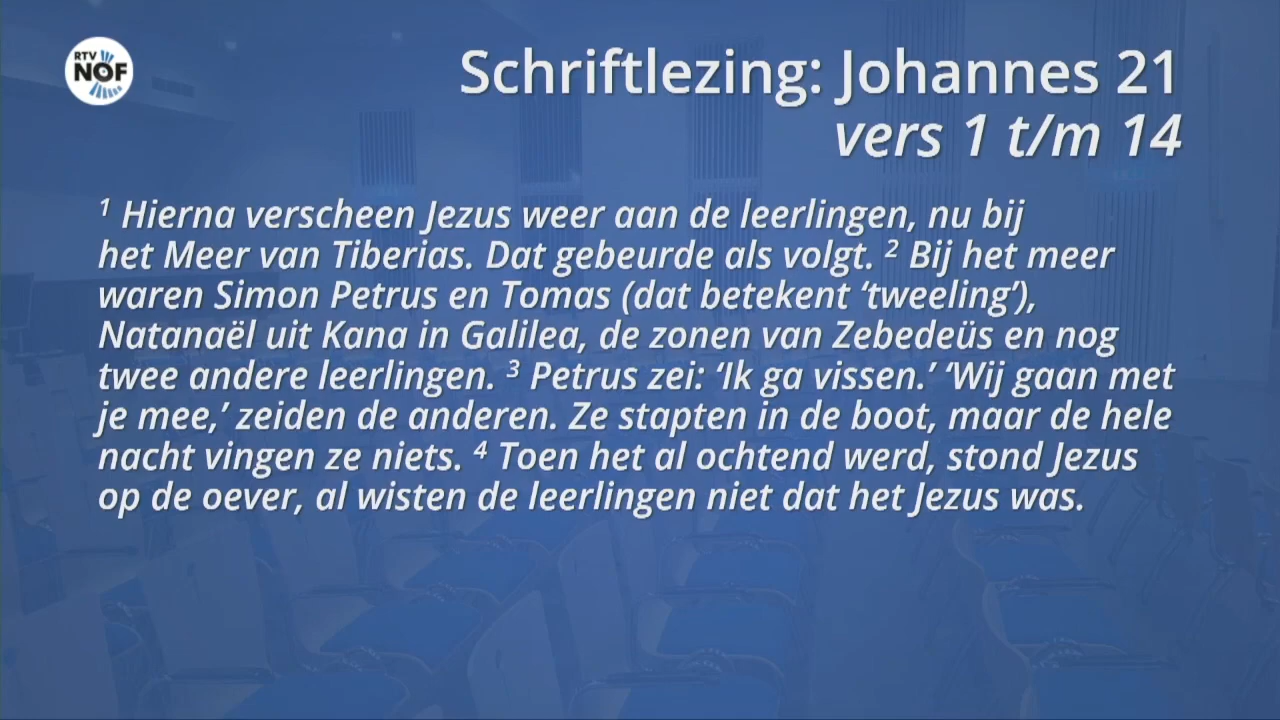 RTV
NOF
Schriftlezing: Johannes 21
vers 1 t/m 14
¹ Hierna verscheen Jezus weer aan de leerlingen, nu bij
het Meer van Tiberias. Dat gebeurde als volgt. ² Bij het meer
waren Simon Petrus en Tomas (dat betekent ‘tweeling’),
Natanaël uit Kana in Galilea, de zonen van Zebedeüs en nog
twee andere leerlingen. ³ Petrus zei: ‘Ik ga vissen.’ ‘Wij gaan met
je mee,’ zeiden de anderen. Ze stapten in de boot, maar de hele
nacht vingen ze niets. ⁴ Toen het al ochtend werd, stond Jezus
op de oever, al wisten de leerlingen niet dat het Jezus was.